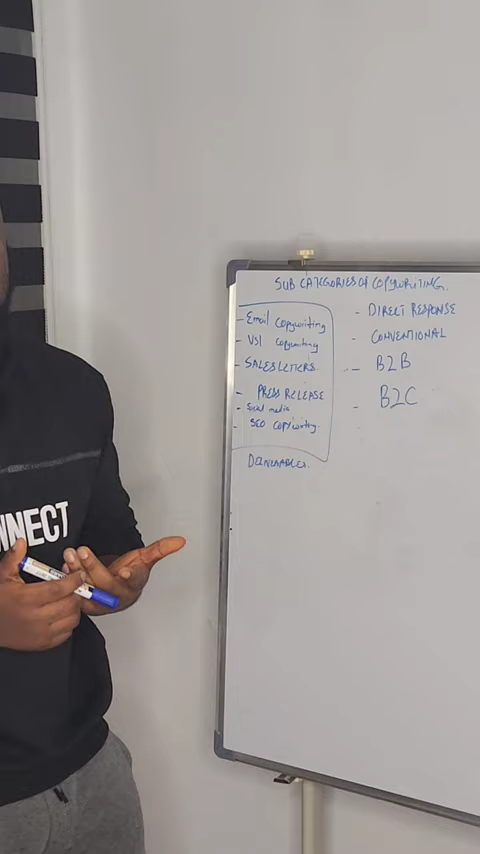 SUB CATEGORIES OF COPYWRITING.
- Email Copywriting
- VSL Copywriting
- SALES LETTERS.
- PRESS RELEASE
- Social media
- SEO Copywriting.
DELIVERABLES.
- DIRECT RESPONSE
- CONVENTIONAL
- B2B
- B2C
NNECT